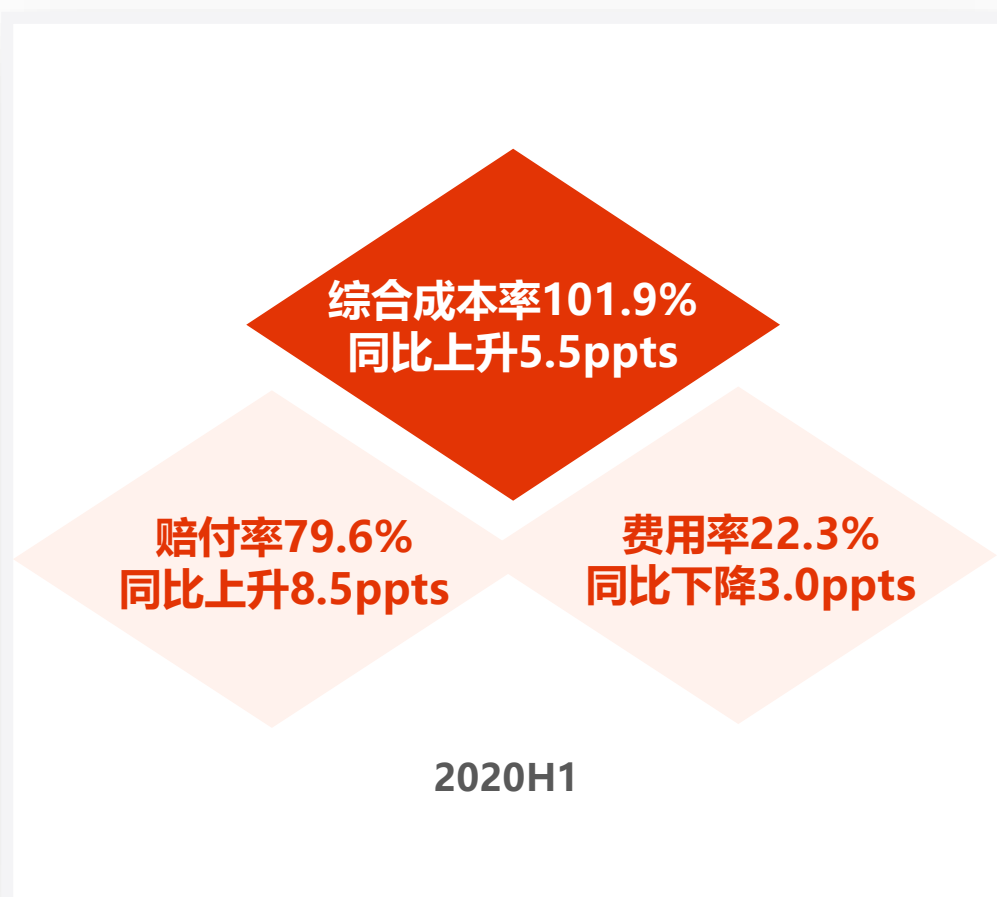 综合成本率101.9%
同比上升5.5ppts
赔付率79.6%
同比上升8.5ppts
费用率22.3%
同比下降3.0ppts
2020H1